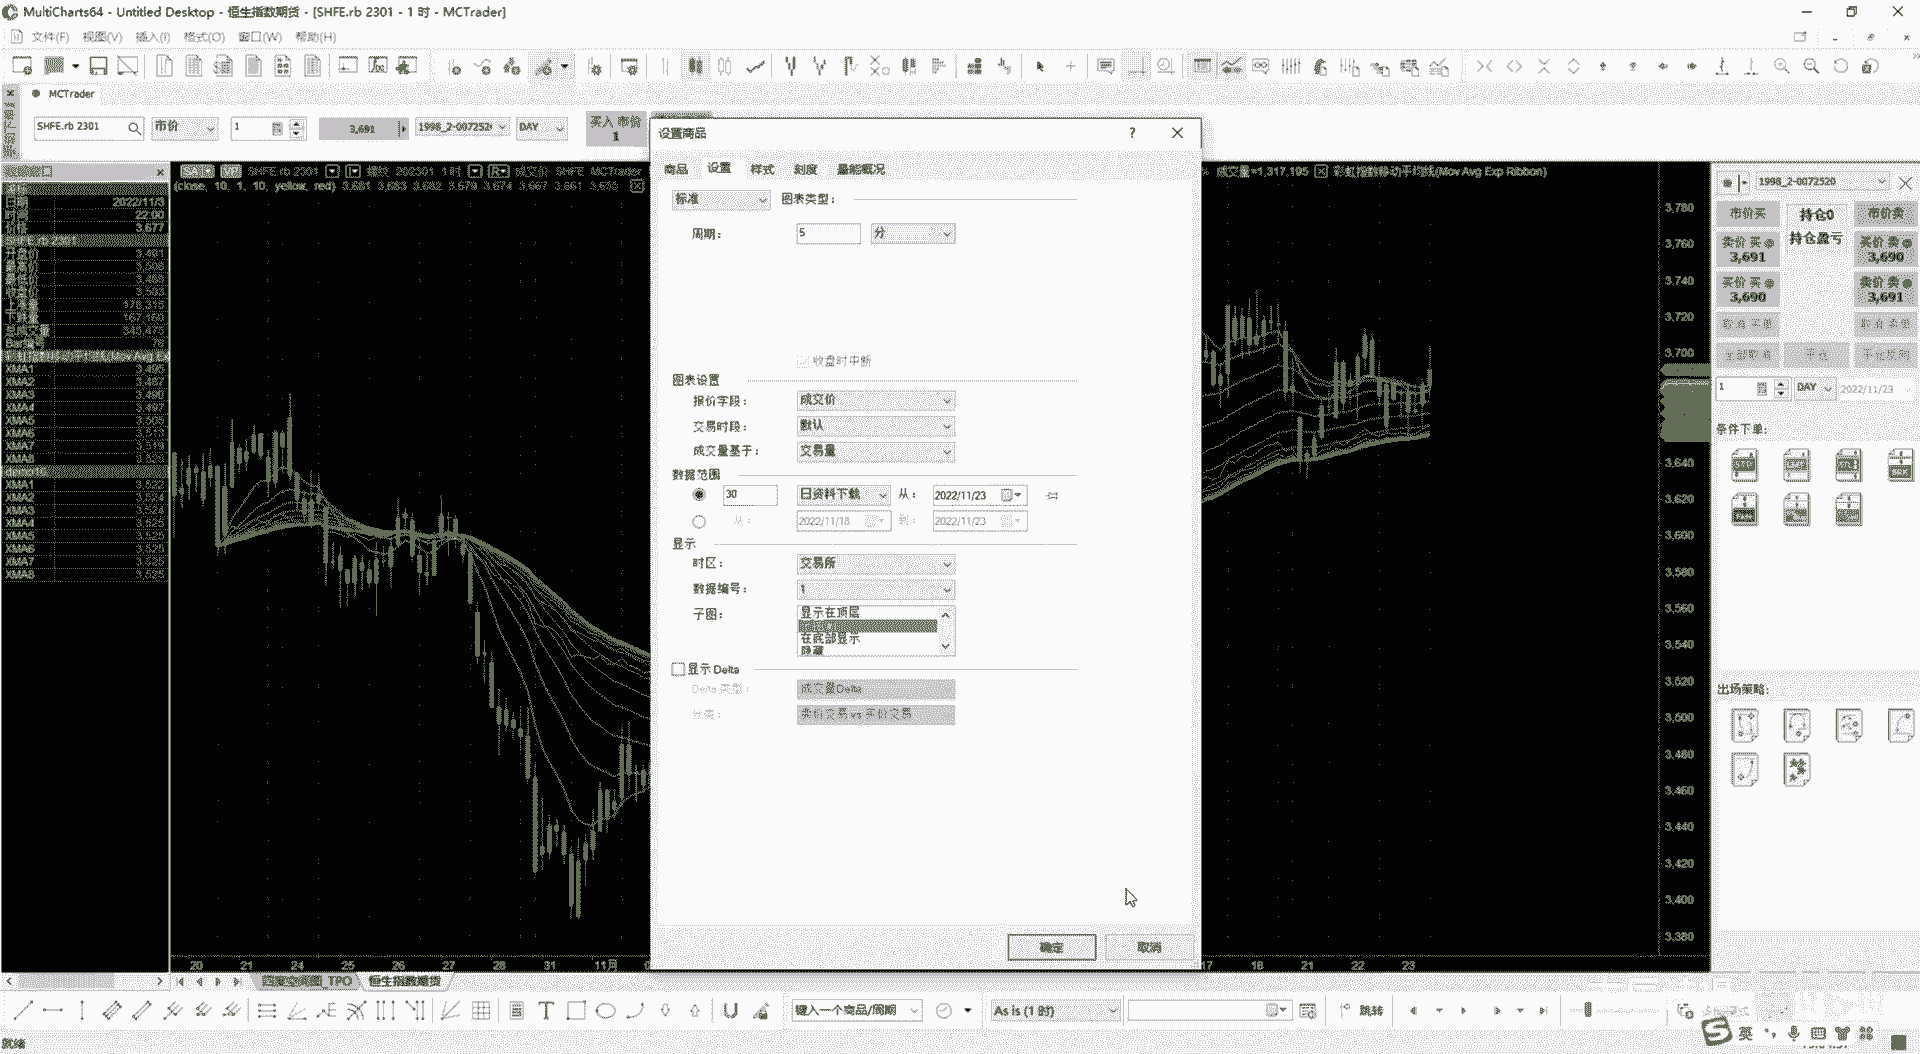 MultiCharts64 - Untitled Desktop - 恒生指数期货 - [SHFE.rb 2301 - 1 时 - MCTrader]
文件(F) 视图(V) 插入(I) 格式(O) 窗口(W) 帮助(H)
MCTrader
SHFE.rb 2301 市价 1 3,691 1998_2-007252 DAY 买入 市价 1
设置商品 ? ×
商品 设置 样式 刻度 量能概况
标准 图表类型：
周期： 5 分
收盘时中断
图表设置
报价字段： 成交价
交易时段： 默认
成交量基于： 交易量
数据范围
30 日资料下载 从： 2022/11/23
从： 2022/11/18 到： 2022/11/23
显示
时区： 交易所
数据编号： 1
子图： 显示在顶层
在底部显示
隐藏
显示 Delta
Delta 类型： 成交量Delta
分类： 卖价交易 vs 买价交易
确定 取消
SA VP SHFE.rb 2301 螺纹 202301 1 时 成交价 SHFE MCTrader
(close, 10, 1, 10, yellow, red) 3,681 3,683 3,682 3,679 3,674 3,667 3,661 3,655
成交量=1,317,195 彩虹指数移动平均线(Mov Avg Exp Ribbon)
日期 2022/11/3
时间 22:00
价格 3,677
SHFE.rb 2301
开盘价 3,491
最高价 3,508
最低价 3,489
收盘价 3,503
上涨量 178,315
下跌量 167,160
总成交量 345,475
Bar编号 78
彩虹指数移动平均线(Mov Avg Ex
XMA1 3,495
XMA2 3,487
XMA3 3,490
XMA4 3,497
XMA5 3,505
XMA6 3,513
XMA7 3,519
XMA8
XMA1 3,522
XMA2 3,524
XMA3 3,524
XMA4 3,525
XMA5 3,525
XMA6 3,525
XMA7 3,525
XMA8 3,525
3,780
3,760
3,740
3,720
3,700
3,640
3,620
3,600
3,580
3,560
3,540
3,520
3,500
3,480
3,460
3,440
3,420
3,400
3,380
20 21 24 25 26 27 28 31 11月 17 18 21 22 23
1998_2-0072520
市价买 持仓0 市价卖
卖价 买 3,691 持仓盈亏 买价 卖 3,690
买价 买 3,690 卖价 卖 3,691
1 DAY 2022/11/23
条件下单:
出场策略:
TPO 恒生指数期货
键入一个商品/周期 As is (1 时) 跳转
英
就绪